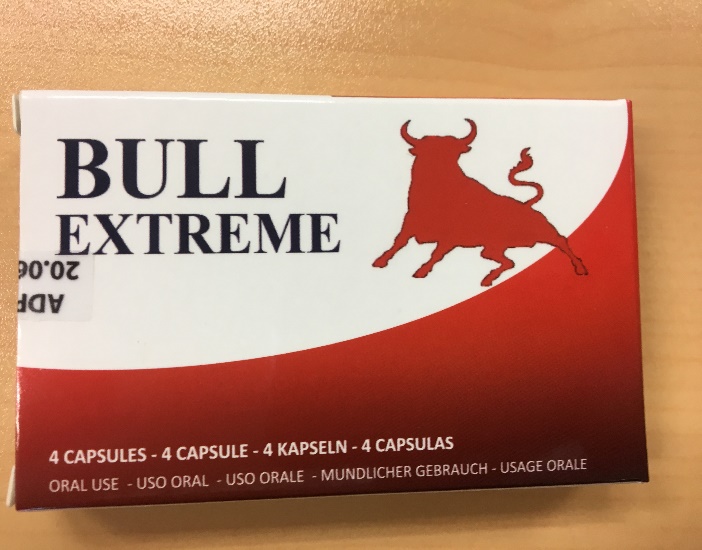 BULL
EXTREME
20.06
4 CAPSULES - 4 CAPSULE - 4 KAPSELN - 4 CAPSULAS
ORAL USE - USO ORAL - USO ORALE - MUNDLICHER GEBRAUCH - USAGE ORALE